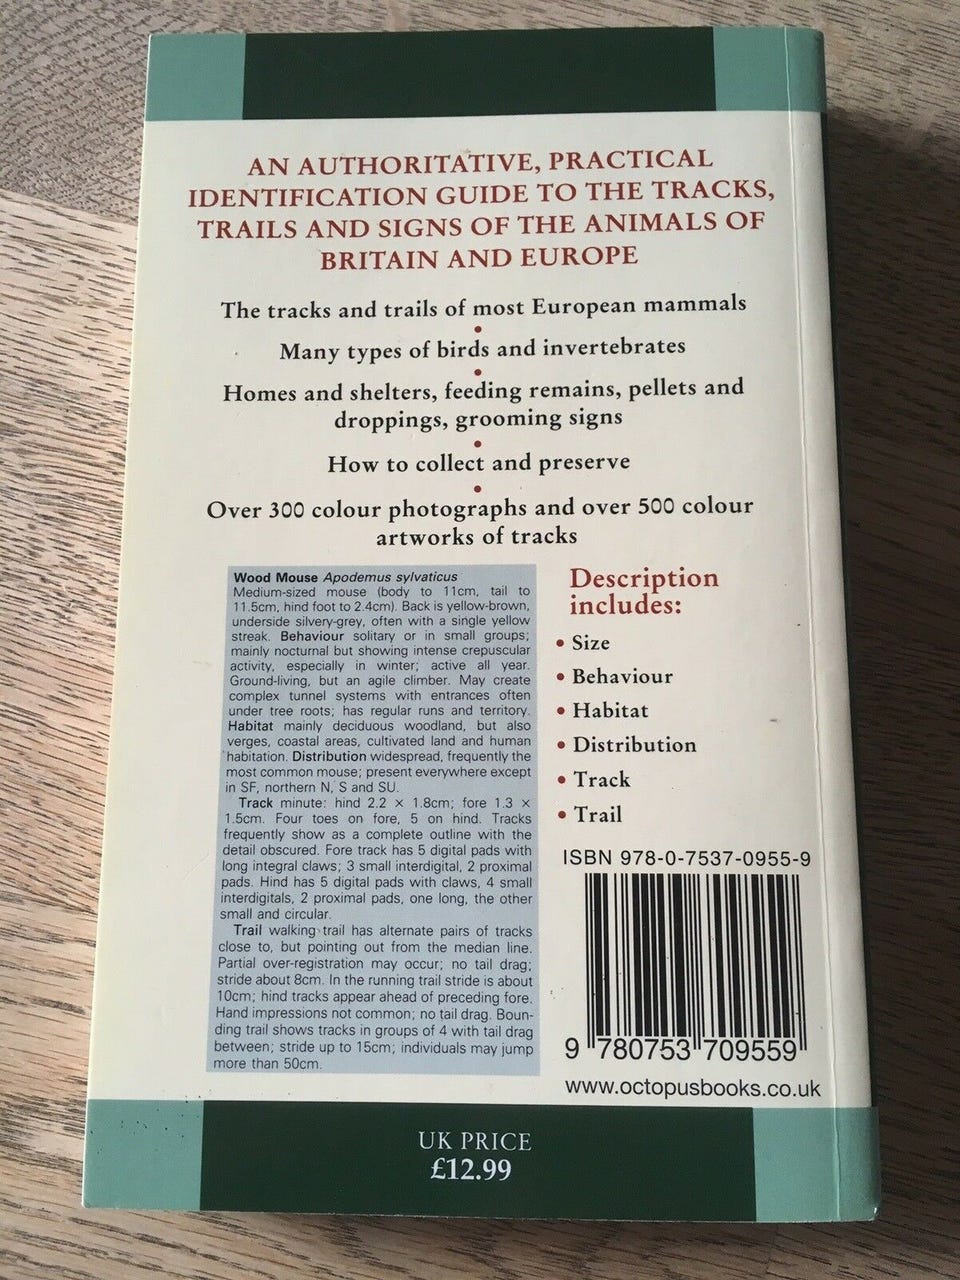 AN AUTHORITATIVE, PRACTICAL
IDENTIFICATION GUIDE TO THE TRACKS,
TRAILS AND SIGNS OF THE ANIMALS OF
BRITAIN AND EUROPE
The tracks and trails of most European mammals
•
Many types of birds and invertebrates
•
Homes and shelters, feeding remains, pellets and
droppings, grooming signs
•
How to collect and preserve
•
Over 300 colour photographs and over 500 colour
artworks of tracks
Wood Mouse Apodemus sylvaticus
Medium-sized mouse (body to 11cm, tail to
11.5cm, hind foot to 2.4cm). Back is yellow-brown,
underside silvery-grey, often with a single yellow
streak. Behaviour solitary or in small groups;
mainly nocturnal but showing intense crepuscular
activity, especially in winter; active all year.
Ground-living, but an agile climber. May create
complex tunnel systems with entrances often
under tree roots; has regular runs and territory.
Habitat mainly deciduous woodland, but also
verges, coastal areas, cultivated land and human
habitation. Distribution widespread, frequently the
most common mouse; present everywhere except
in SF, northern N, S and SU.
Track minute: hind 2.2 × 1.8cm; fore 1.3 ×
1.5cm. Four toes on fore, 5 on hind. Tracks
frequently show as a complete outline with the
detail obscured. Fore track has 5 digital pads with
long integral claws; 3 small interdigital, 2 proximal
pads. Hind has 5 digital pads with claws, 4 small
interdigitals, 2 proximal pads, one long, the other
small and circular.
Trail walking trail has alternate pairs of tracks
close to, but pointing out from the median line.
Partial over-registration may occur; no tail drag;
stride about 8cm. In the running trail stride is about
10cm; hind tracks appear ahead of preceding fore.
Hand impressions not common; no tail drag. Boun-
ding trail shows tracks in groups of 4 with tail drag
between; stride up to 15cm; individuals may jump
more than 50cm.
Description
includes:
• Size
• Behaviour
• Habitat
• Distribution
• Track
• Trail
ISBN 978-0-7537-0955-9
9 780753 709559
www.octopusbooks.co.uk
UK PRICE
£12.99